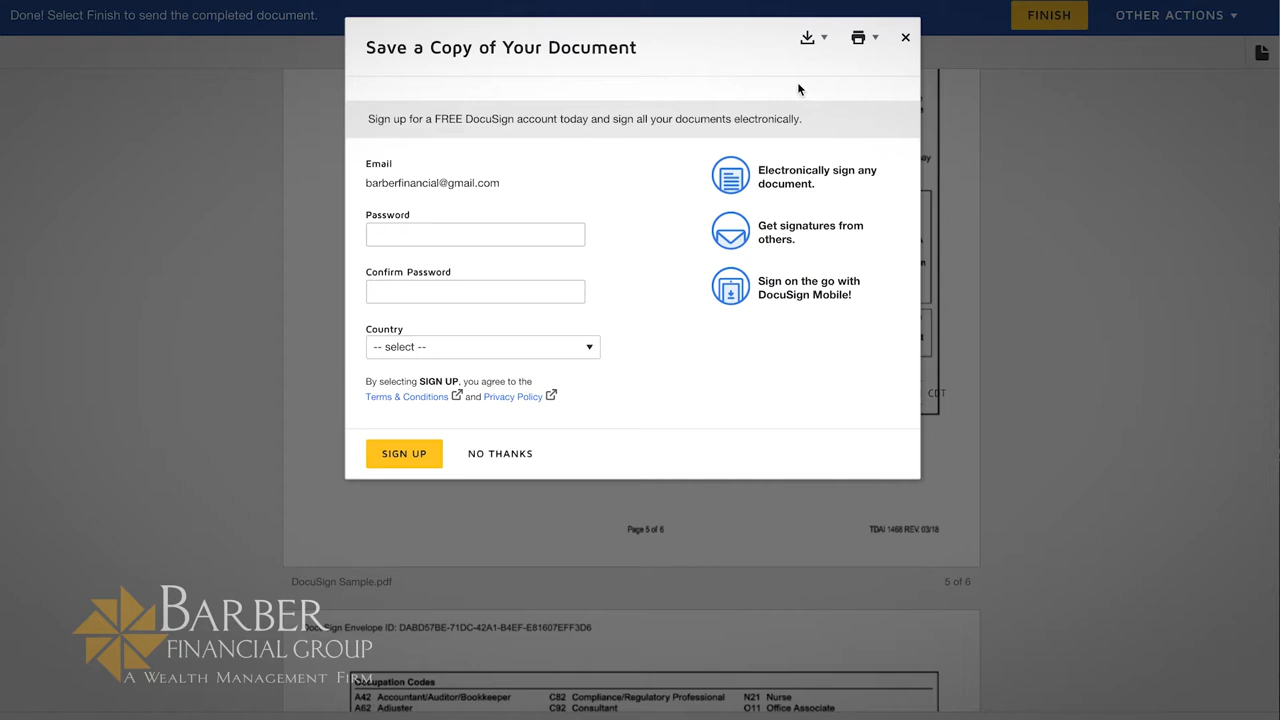 Done! Select Finish to send the completed document.
FINISH
OTHER ACTIONS
Save a Copy of Your Document
Sign up for a FREE DocuSign account today and sign all your documents electronically.
Email
barberfinancial@gmail.com
Password
Confirm Password
Country
-- select --
By selecting SIGN UP, you agree to the
Terms & Conditions and Privacy Policy
SIGN UP
NO THANKS
Electronically sign any
document.
Get signatures from
others.
Sign on the go with
DocuSign Mobile!
CDT
Page 5 of 6
TDAI 1468 REV. 03/18
DocuSign Sample.pdf
5 of 6
DocuSign Envelope ID: DABD57BE-71DC-42A1-B4EF-E81607EFF3D6
Occupation Codes
A42 Accountant/Auditor/Bookkeeper C82 Compliance/Regulatory Professional N21 Nurse
A62 Adjuster C92 Consultant O11 Office Associate
BARBER
FINANCIAL GROUP
A WEALTH MANAGEMENT FIRM